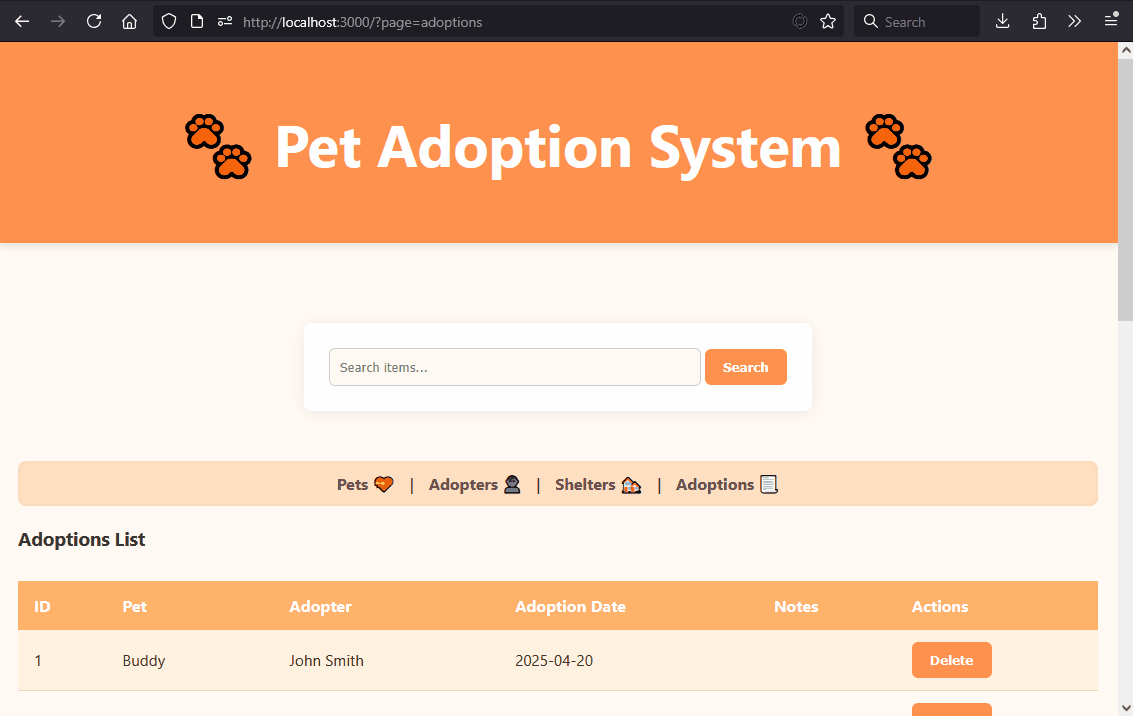 http://localhost:3000/?page=adoptions
Search
Pet Adoption System
Search items...
Search
Pets | Adopters | Shelters | Adoptions
Adoptions List
ID Pet Adopter Adoption Date Notes Actions
1 Buddy John Smith 2025-04-20 Delete